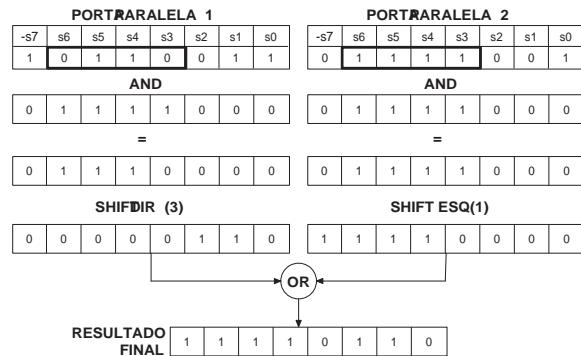 PORTA PARALELA 1
-s7 s6 s5 s4 s3 s2 s1 s0
1 0 1 1 0 0 1 1
AND
0 1 1 1 1 0 0 0
=
0 1 1 1 0 0 0 0
SHIFT DIR (3)
0 0 0 0 0 1 1 0
PORTA PARALELA 2
-s7 s6 s5 s4 s3 s2 s1 s0
0 1 1 1 1 0 0 1
AND
0 1 1 1 1 0 0 0
=
0 1 1 1 1 0 0 0
SHIFT ESQ(1)
1 1 1 1 0 0 0 0
OR
RESULTADO
FINAL
1 1 1 1 0 1 1 0